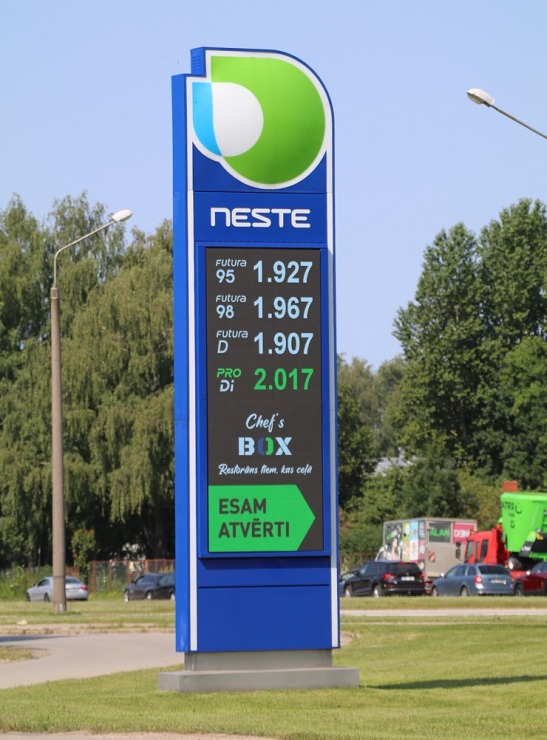 NESTE
Futura 95 1.927
Futura 98 1.967
Futura D 1.907
PRO Di 2.017
Chef's
BOX
Restorāns tiem, kas ceļā
ESAM
ATVĒRTI
ALAN